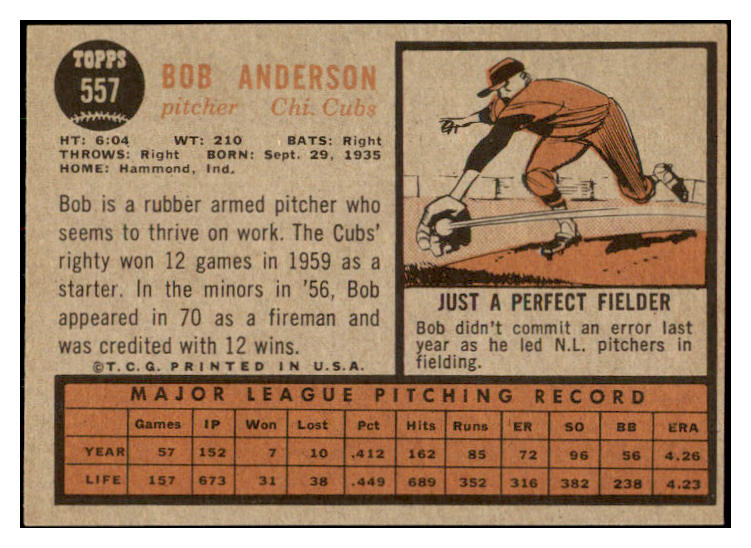 TOPPS
557
BOB ANDERSON
pitcher Chi. Cubs
HT: 6:04 WT: 210 BATS: Right
THROWS: Right BORN: Sept. 29, 1935
HOME: Hammond, Ind.
Bob is a rubber armed pitcher who
seems to thrive on work. The Cubs'
righty won 12 games in 1959 as a
starter. In the minors in '56, Bob
appeared in 70 as a fireman and
was credited with 12 wins.
©T.C.G. PRINTED IN U.S.A.
JUST A PERFECT FIELDER
Bob didn't commit an error last
year as he led N.L. pitchers in
fielding.
MAJOR LEAGUE PITCHING RECORD
Games IP Won Lost Pct Hits Runs ER SO BB ERA
YEAR 57 152 7 10 .412 162 85 72 96 56 4.26
LIFE 157 673 31 38 .449 689 352 316 382 238 4.23